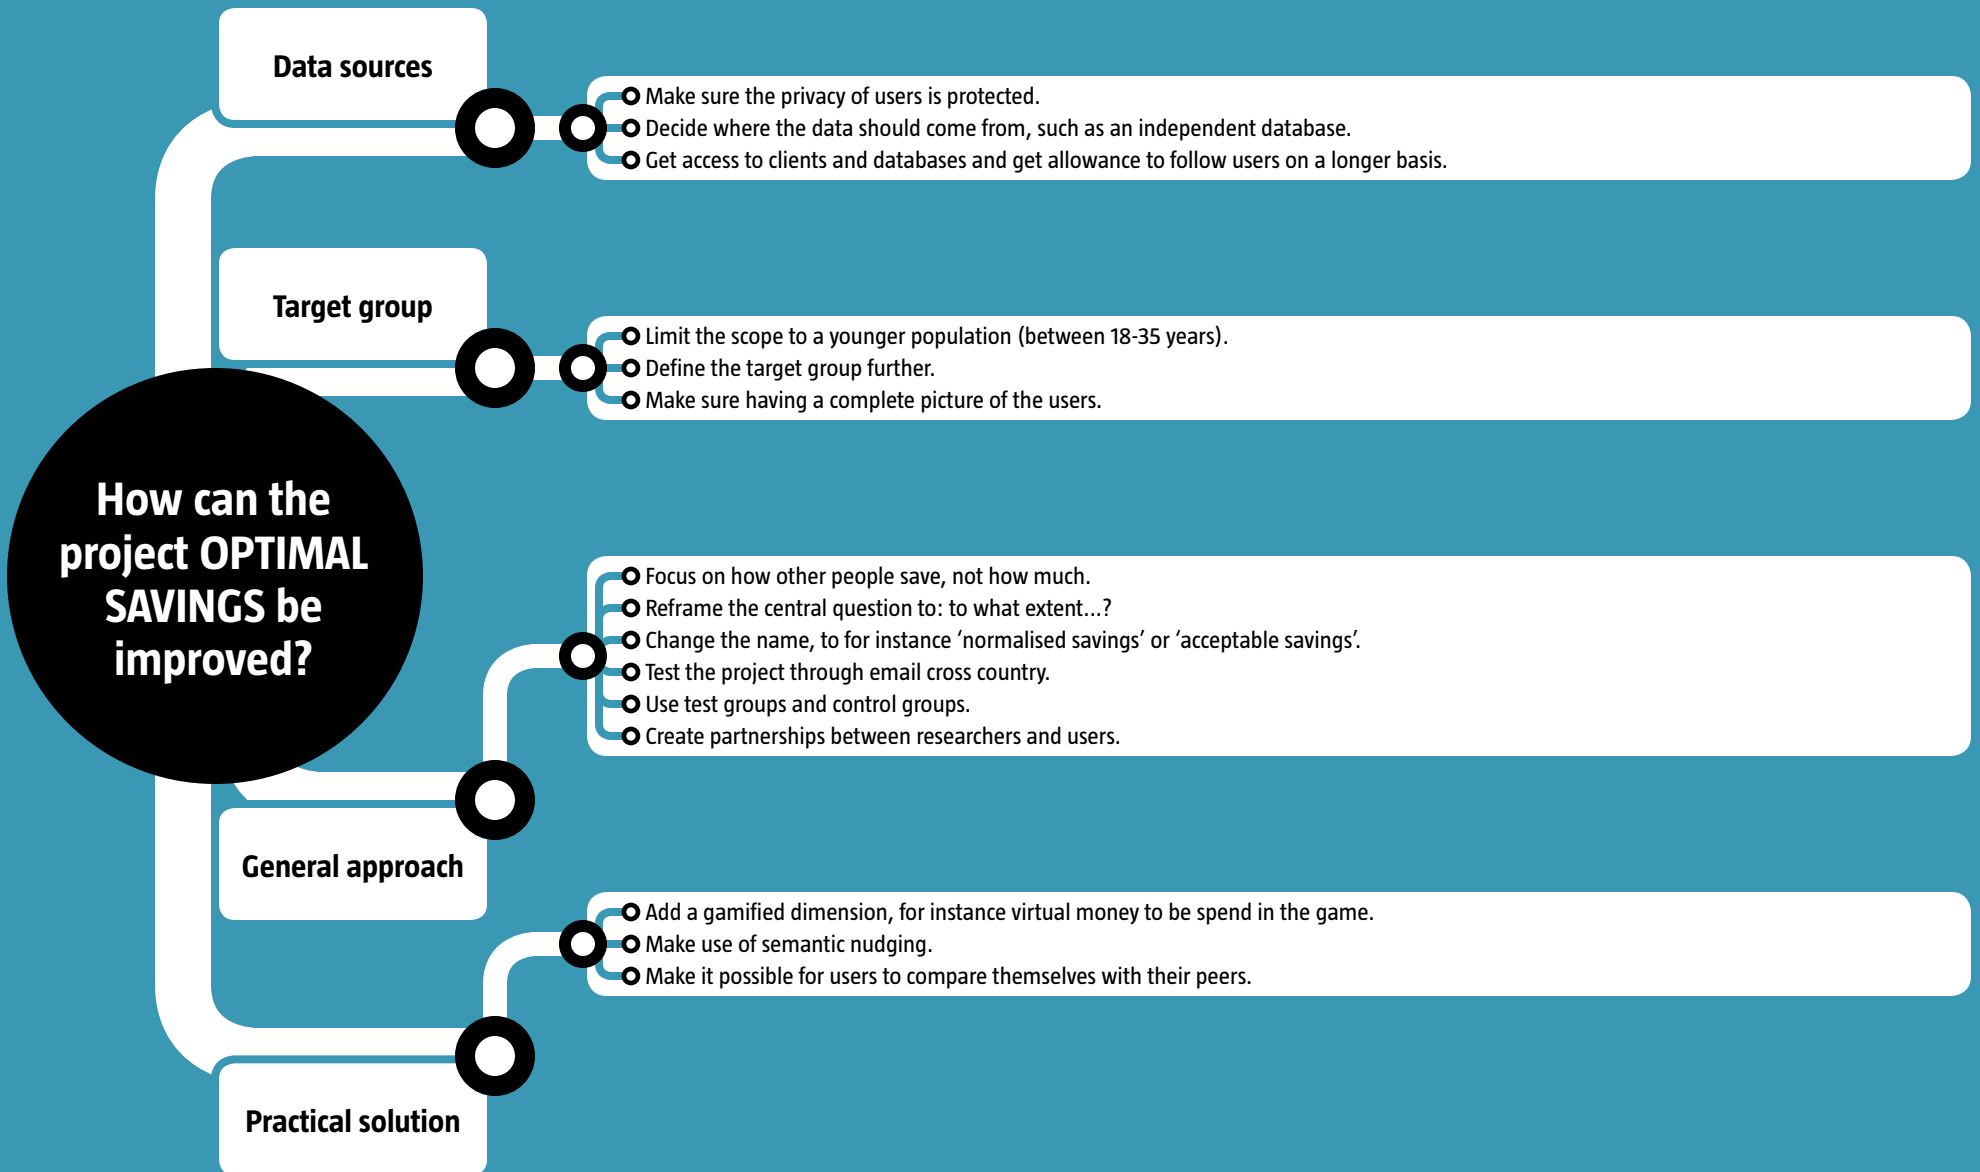 Data sources
Make sure the privacy of users is protected.
Decide where the data should come from, such as an independent database.
Get access to clients and databases and get allowance to follow users on a longer basis.
Target group
Limit the scope to a younger population (between 18-35 years).
Define the target group further.
Make sure having a complete picture of the users.
How can the
project OPTIMAL
SAVINGS be
improved?
Focus on how other people save, not how much.
Reframe the central question to: to what extent...?
Change the name, to for instance ‘normalised savings’ or ‘acceptable savings’.
Test the project through email cross country.
Use test groups and control groups.
Create partnerships between researchers and users.
General approach
Add a gamified dimension, for instance virtual money to be spend in the game.
Make use of semantic nudging.
Make it possible for users to compare themselves with their peers.
Practical solution